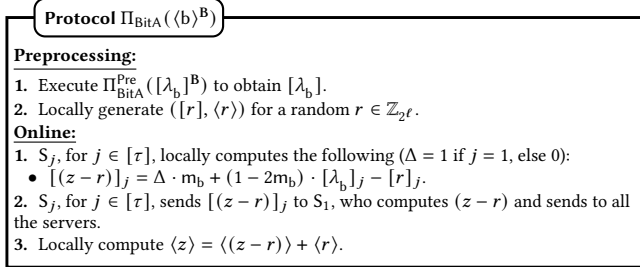 Protocol Π_BitA(⟨b⟩^B)
Preprocessing:
1. Execute Π_BitA^Pre([λ_b]^B) to obtain [λ_b].
2. Locally generate ([r], ⟨r⟩) for a random r ∈ ℤ_{2^ℓ}.
Online:
1. S_j, for j ∈ [τ], locally computes the following (Δ = 1 if j = 1, else 0):
• [(z − r)]_j = Δ · m_b + (1 − 2m_b) · [λ_b]_j − [r]_j.
2. S_j, for j ∈ [τ], sends [(z − r)]_j to S_1, who computes (z − r) and sends to all
the servers.
3. Locally compute ⟨z⟩ = ⟨(z − r)⟩ + ⟨r⟩.